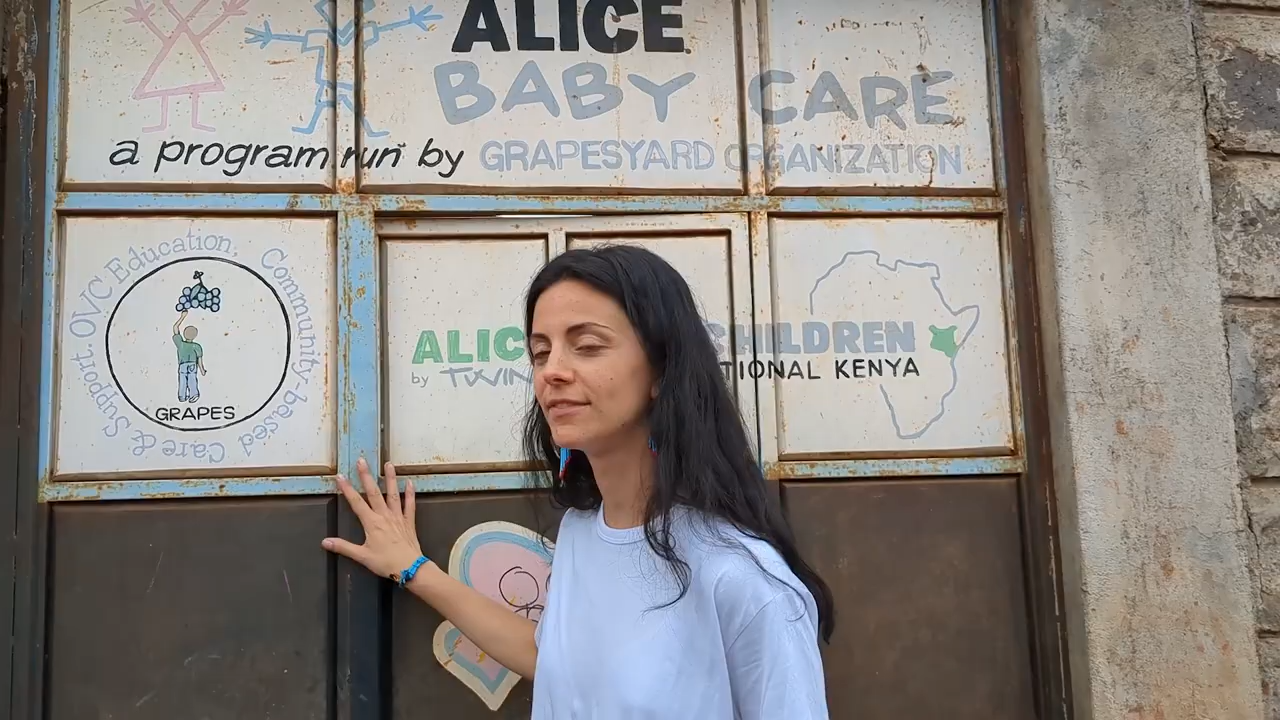 ALICE
BABY CARE
a program run by GRAPESYARD ORGANIZATION
OVC Education, Community-based Care & Support.
GRAPES
ALIC CHILDREN
by TWIN TIONAL KENYA